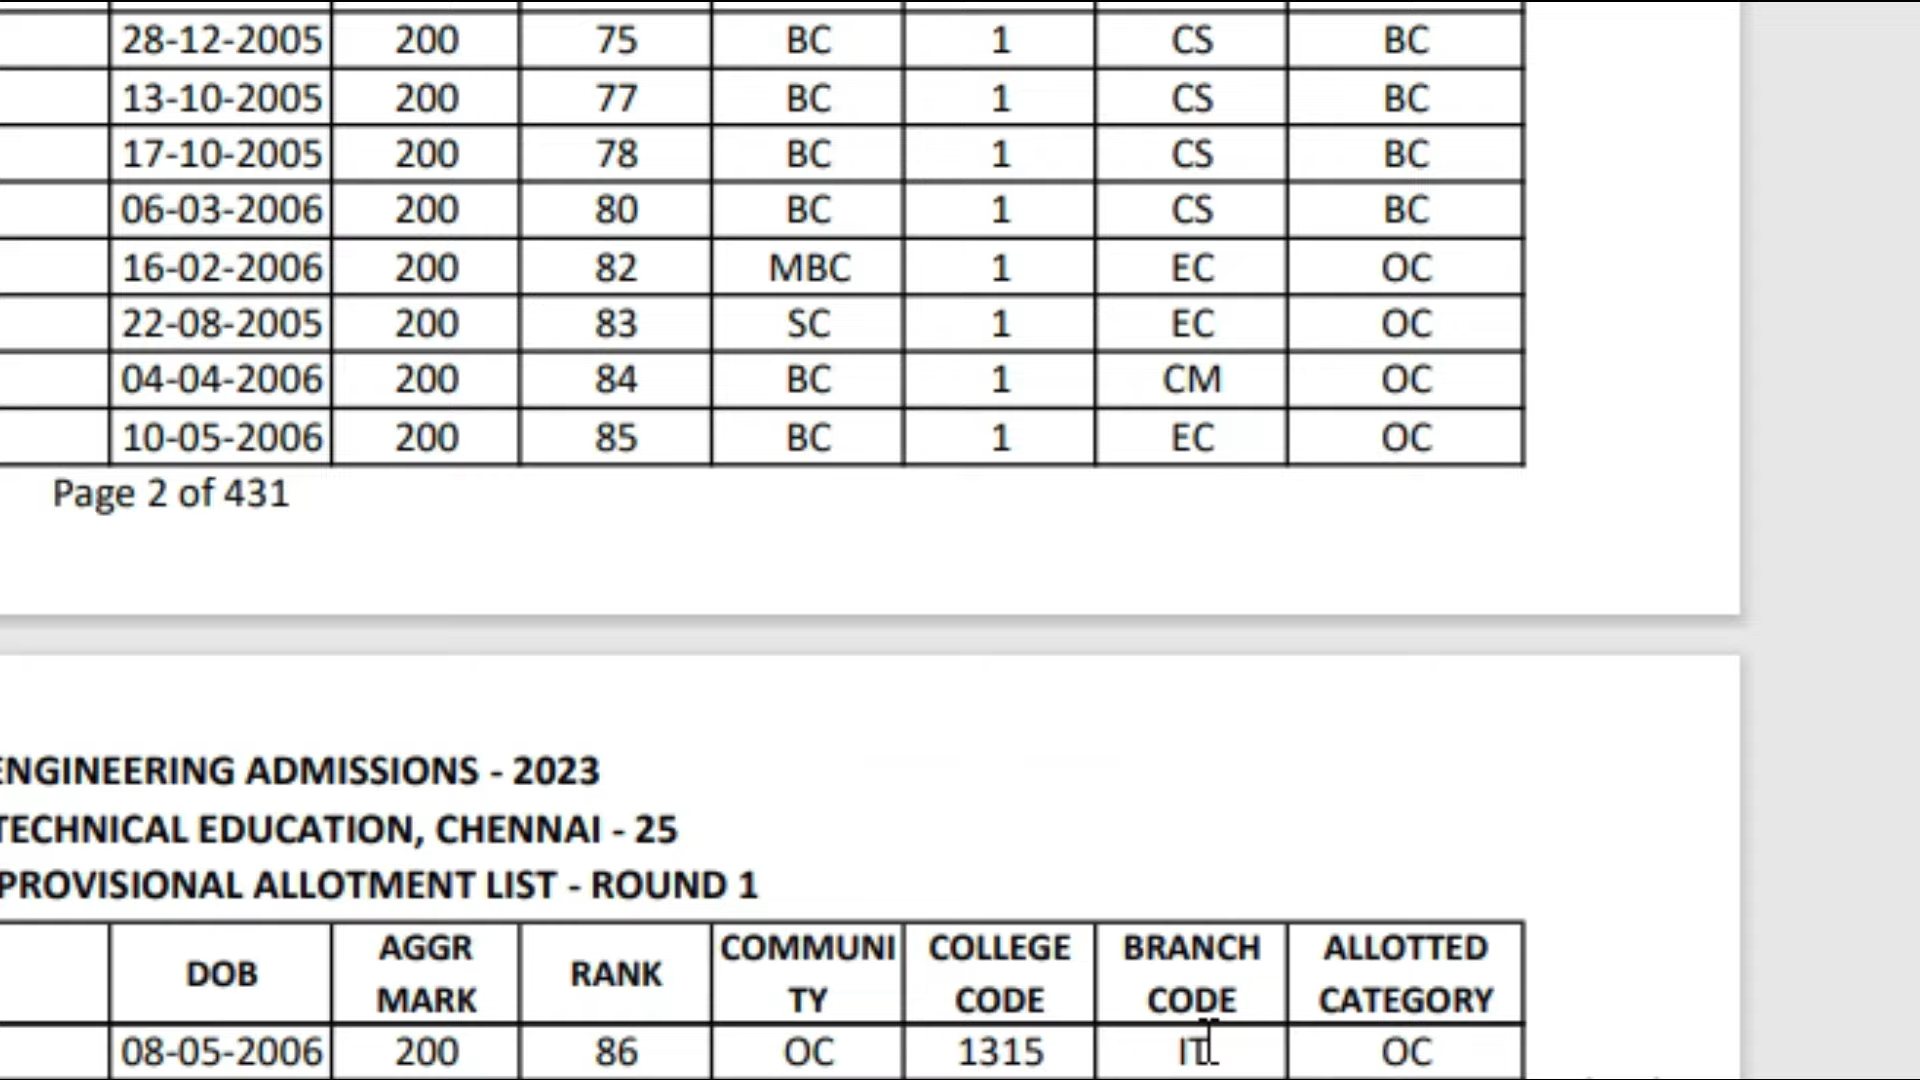 28-12-2005 200 75 BC 1 CS BC
13-10-2005 200 77 BC 1 CS BC
17-10-2005 200 78 BC 1 CS BC
06-03-2006 200 80 BC 1 CS BC
16-02-2006 200 82 MBC 1 EC OC
22-08-2005 200 83 SC 1 EC OC
04-04-2006 200 84 BC 1 CM OC
10-05-2006 200 85 BC 1 EC OC
Page 2 of 431
ENGINEERING ADMISSIONS - 2023
TECHNICAL EDUCATION, CHENNAI - 25
PROVISIONAL ALLOTMENT LIST - ROUND 1
DOB AGGR MARK RANK COMMUNI TY COLLEGE CODE BRANCH CODE ALLOTTED CATEGORY
08-05-2006 200 86 OC 1315 IT OC